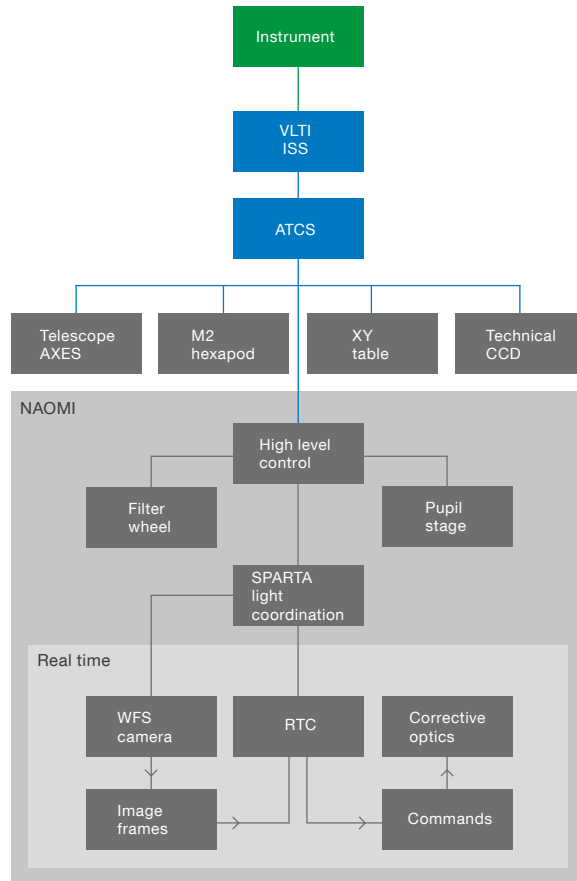 Instrument
VLTI
ISS
ATCS
Telescope
AXES
M2
hexapod
XY
table
Technical
CCD
NAOMI
High level
control
Filter
wheel
Pupil
stage
SPARTA
light
coordination
Real time
WFS
camera
RTC
Corrective
optics
Image
frames
Commands